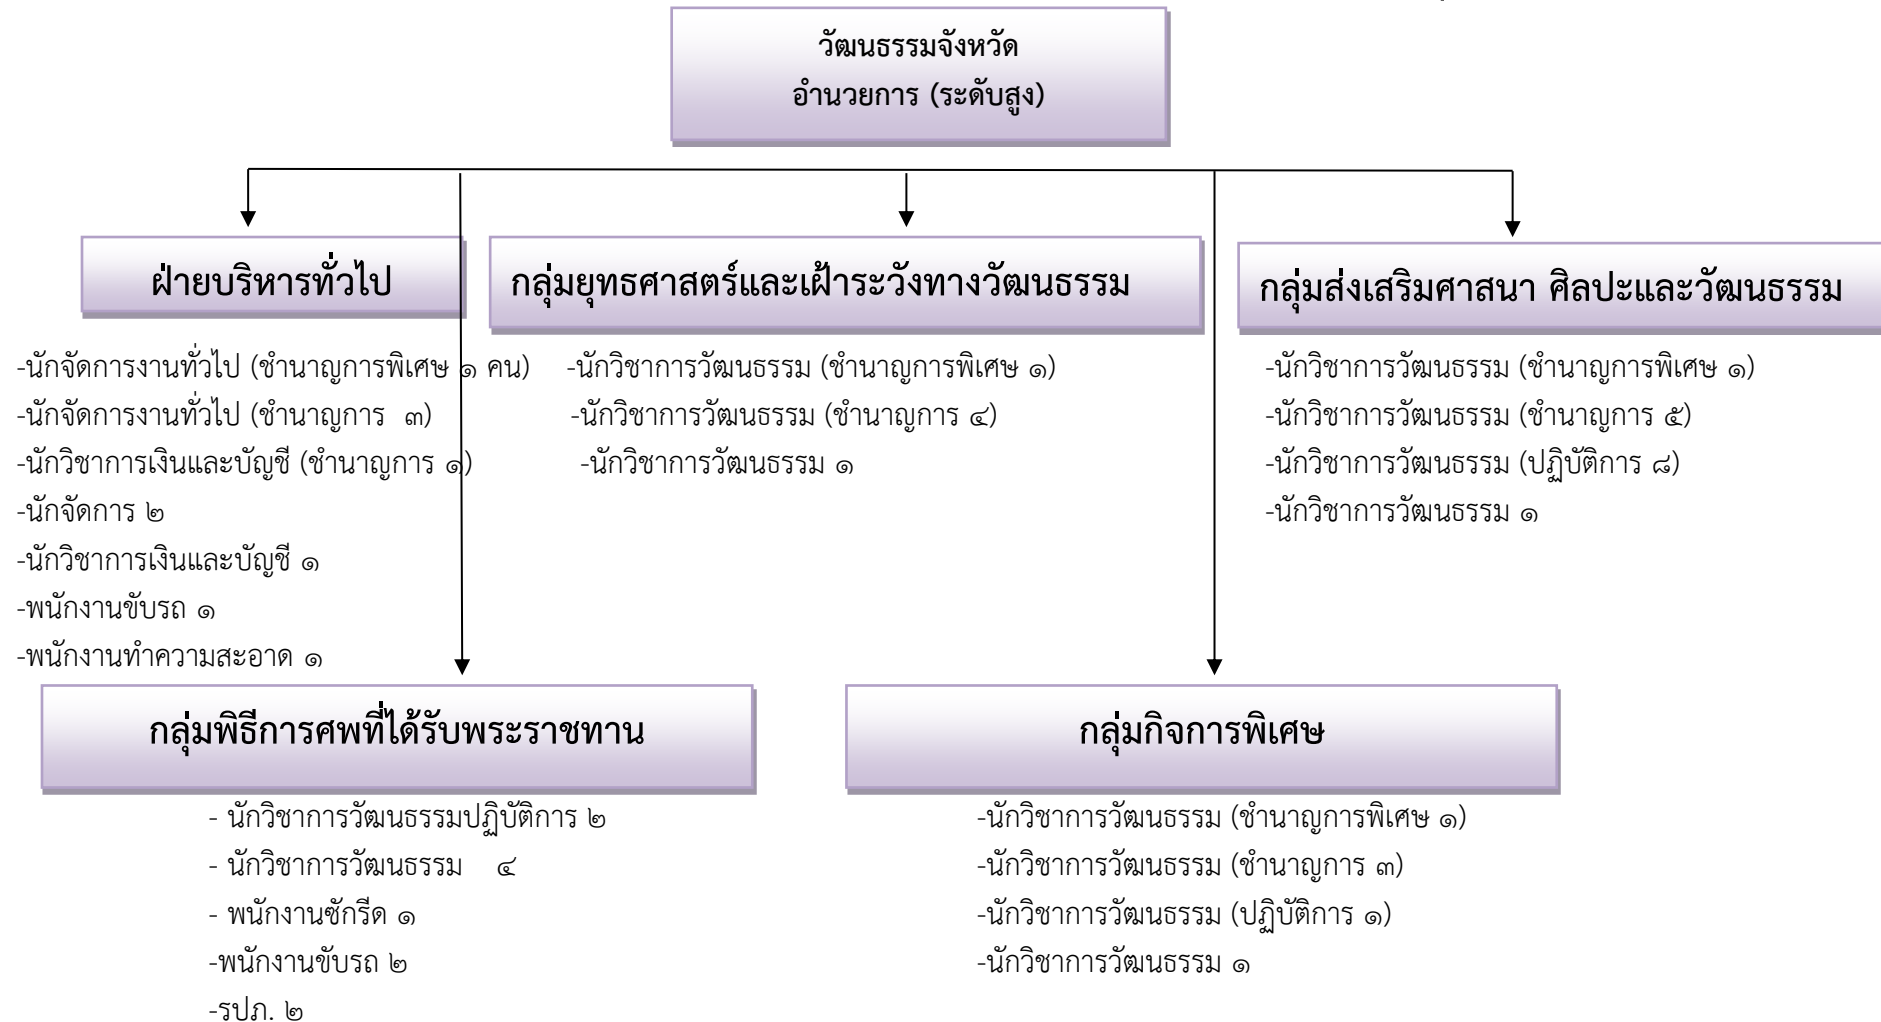 วัฒนธรรมจังหวัด
อำนวยการ (ระดับสูง)
ฝ่ายบริหารทั่วไป
-นักจัดการงานทั่วไป (ชำนาญการพิเศษ ๑ คน)
-นักจัดการงานทั่วไป (ชำนาญการ ๓)
-นักวิชาการเงินและบัญชี (ชำนาญการ ๑)
-นักจัดการ ๒
-นักวิชาการเงินและบัญชี ๑
-พนักงานขับรถ ๑
-พนักงานทำความสะอาด ๑
กลุ่มยุทธศาสตร์และเฝ้าระวังทางวัฒนธรรม
-นักวิชาการวัฒนธรรม (ชำนาญการพิเศษ ๑)
-นักวิชาการวัฒนธรรม (ชำนาญการ ๔)
-นักวิชาการวัฒนธรรม ๑
กลุ่มส่งเสริมศาสนา ศิลปะและวัฒนธรรม
-นักวิชาการวัฒนธรรม (ชำนาญการพิเศษ ๑)
-นักวิชาการวัฒนธรรม (ชำนาญการ ๕)
-นักวิชาการวัฒนธรรม (ปฏิบัติการ ๘)
-นักวิชาการวัฒนธรรม ๑
กลุ่มพิธีการศพที่ได้รับพระราชทาน
- นักวิชาการวัฒนธรรมปฏิบัติการ ๒
- นักวิชาการวัฒนธรรม ๔
- พนักงานซักรีด ๑
-พนักงานขับรถ ๒
-รปภ. ๒
กลุ่มกิจการพิเศษ
-นักวิชาการวัฒนธรรม (ชำนาญการพิเศษ ๑)
-นักวิชาการวัฒนธรรม (ชำนาญการ ๓)
-นักวิชาการวัฒนธรรม (ปฏิบัติการ ๑)
-นักวิชาการวัฒนธรรม ๑